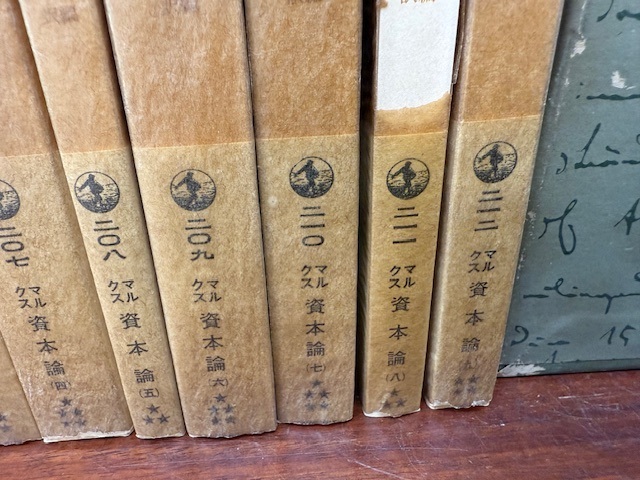 二〇七
マルクス
資本論
(四)
★★★★★
二〇八
マルクス
資本論
(五)
★★★
二〇九
マルクス
資本論
(六)
★★★★★
二一〇
マルクス
資本論
(七)
★★★★
二一一
マルクス
資本論
(八)
★★★
二一二
マルクス
資本論
(九)
★★★
of
15